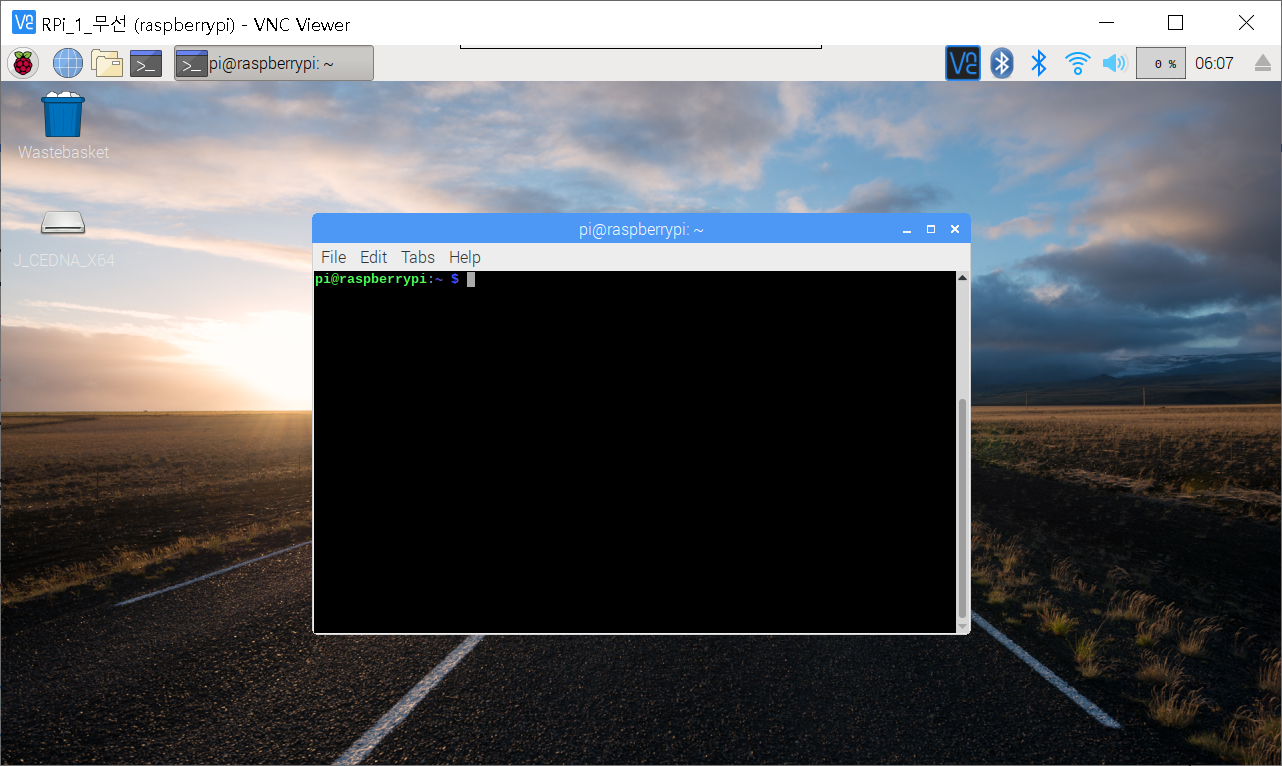 RPi_1_무선 (raspberrypi) - VNC Viewer
pi@raspberrypi: ~
0 %
06:07
Wastebasket
J_CEDNA_X64
pi@raspberrypi: ~
File Edit Tabs Help
pi@raspberrypi:~ $